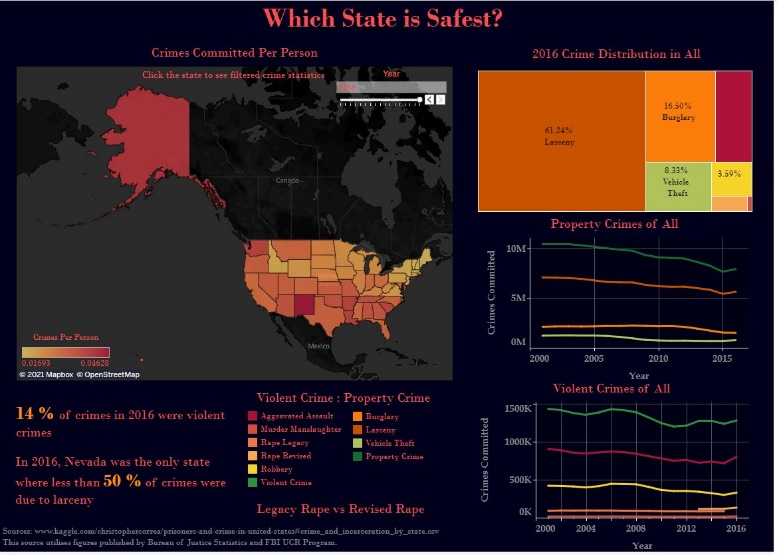 Which State is Safest?
Crimes Committed Per Person
Click the state to see filtered crime statistics
Year
Canada
Mexico
Crimes Per Person
0.01693
0.04628
© 2021 Mapbox © OpenStreetMap
2016 Crime Distribution in All
61.24%
Larceny
16.50%
Burglary
8.33%
Vehicle
Theft
3.59%
Property Crimes of All
Crimes Committed
10M
5M
0M
2000
2005
2010
2015
Year
Violent Crimes of All
Crimes Committed
1500K
1000K
500K
0K
2000
2004
2008
2012
2016
Year
14 % of crimes in 2016 were violent
crimes
In 2016, Nevada was the only state
where less than 50 % of crimes were
due to larceny
Violent Crime : Property Crime
Aggravated Assault
Murder Manslaughter
Rape Legacy
Rape Revised
Robbery
Violent Crime
Burglary
Larceny
Vehicle Theft
Property Crime
Legacy Rape vs Revised Rape
Sources: www.kaggle.com/christophercorrea/prisoners-and-crime-in-united-states#crime_and_incarceration_by_state.csv
This source utilises figures published by Bureau of Justice Statistics and FBI UCR Program.